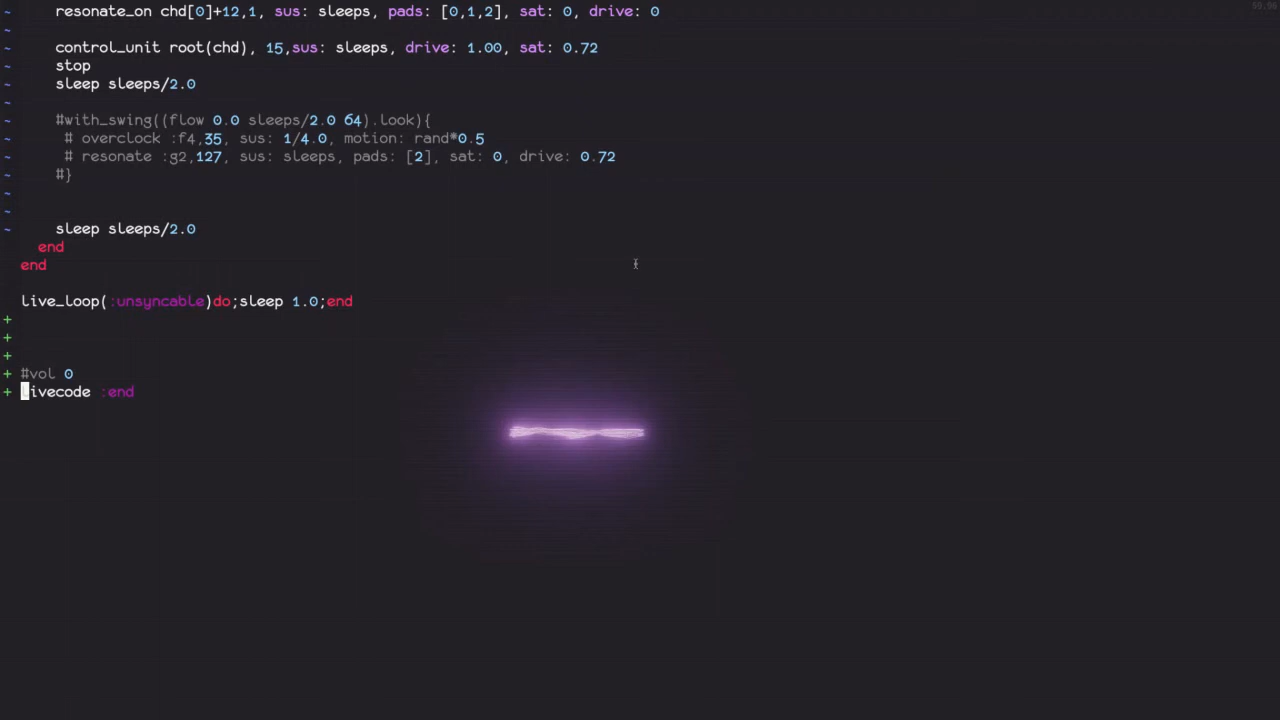 59.98
~ resonate_on chd[0]+12,1, sus: sleeps, pads: [0,1,2], sat: 0, drive: 0
~
~ control_unit root(chd), 15,sus: sleeps, drive: 1.00, sat: 0.72
~ stop
~ sleep sleeps/2.0
~
~ #with_swing((flow 0.0 sleeps/2.0 64).look){
~ # overclock :f4,35, sus: 1/4.0, motion: rand*0.5
~ # resonate :g2,127, sus: sleeps, pads: [2], sat: 0, drive: 0.72
~ #}
~
~
~ sleep sleeps/2.0
end
end
live_loop(:unsyncable)do;sleep 1.0;end
+
+
+
+ #vol 0
+ livecode :end